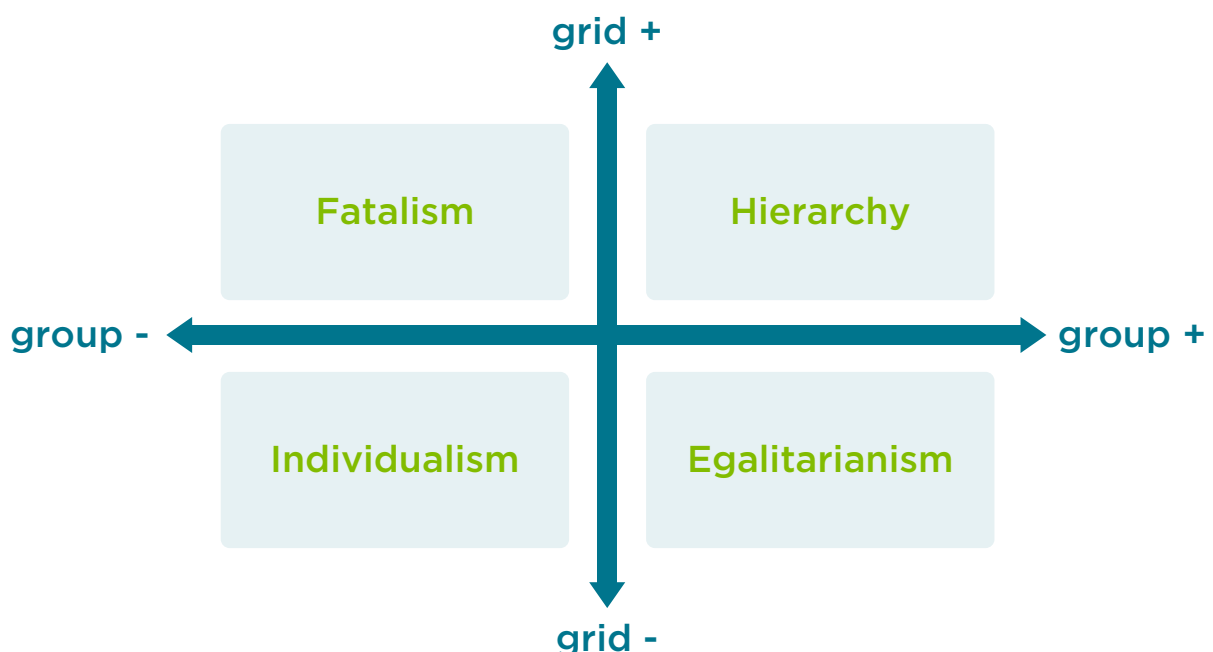 grid +
Fatalism
Hierarchy
group -
group +
Individualism
Egalitarianism
grid -